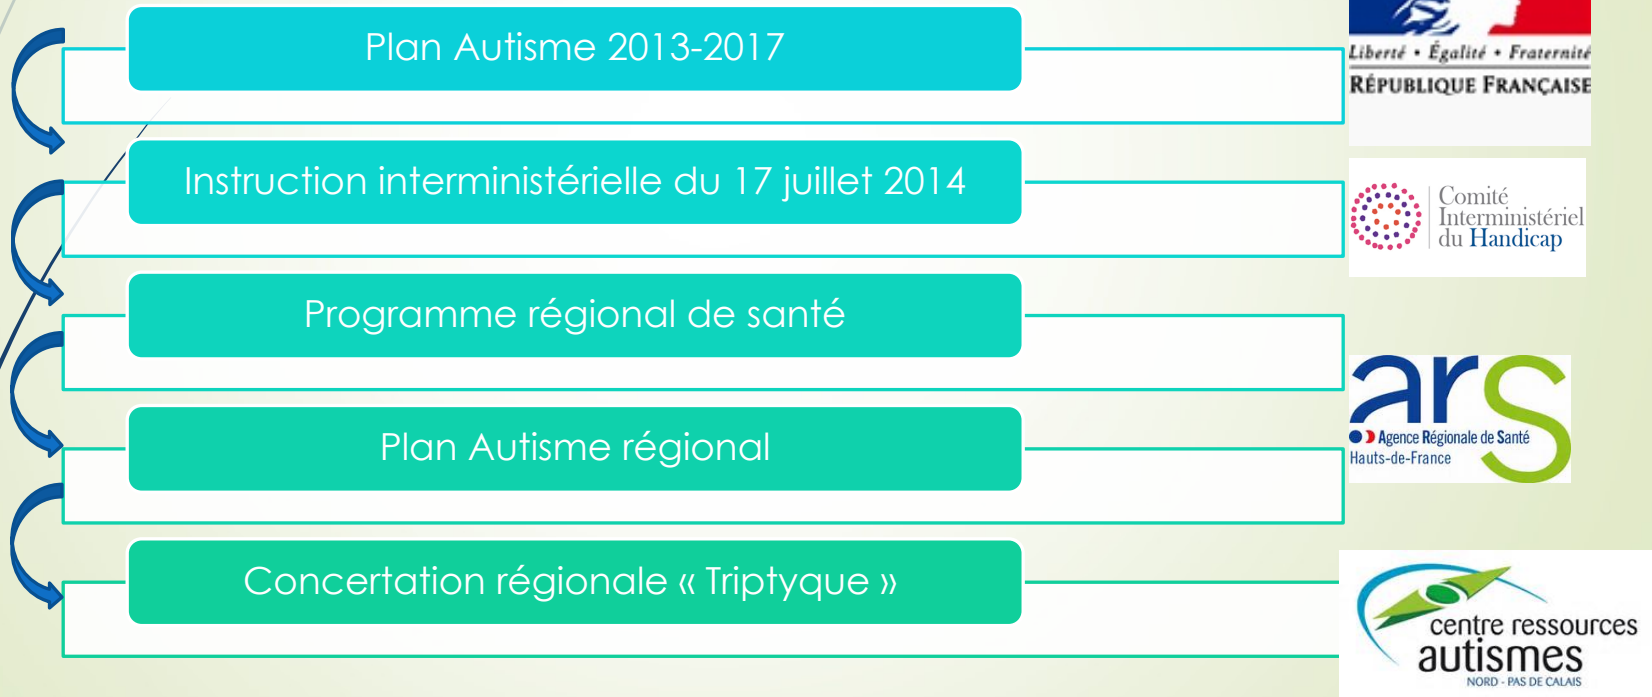 Plan Autisme 2013-2017
Liberté • Égalité • Fraternité
RÉPUBLIQUE FRANÇAISE
Instruction interministérielle du 17 juillet 2014
Comité
Interministériel
du Handicap
Programme régional de santé
ars
Agence Régionale de Santé
Hauts-de-France
Plan Autisme régional
Concertation régionale « Triptyque »
centre ressources
autismes
NORD - PAS DE CALAIS